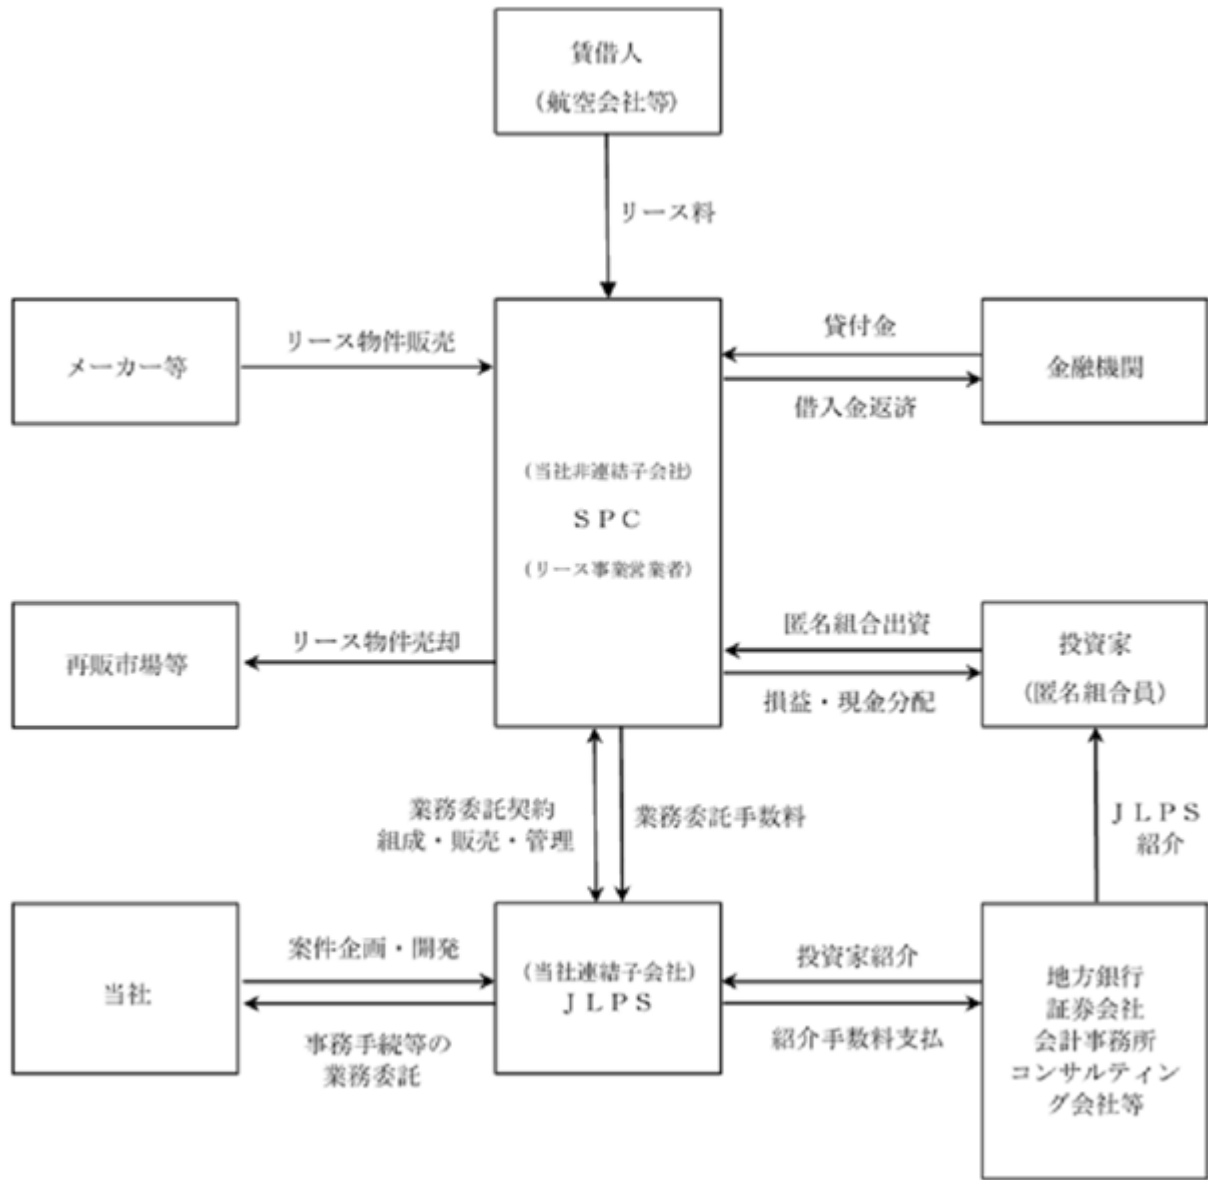 賃借人
(航空会社等)
リース料
メーカー等
リース物件販売
貸付金
借入金返済
金融機関
(当社非連結子会社)
ＳＰＣ
(リース事業営業者)
再販市場等
リース物件売却
匿名組合出資
損益・現金分配
投資家
(匿名組合員)
業務委託契約
組成・販売・管理
業務委託手数料
ＪＬＰＳ
紹介
当社
案件企画・開発
事務手続等の
業務委託
(当社連結子会社)
ＪＬＰＳ
投資家紹介
紹介手数料支払
地方銀行
証券会社
会計事務所
コンサルティン
グ会社等